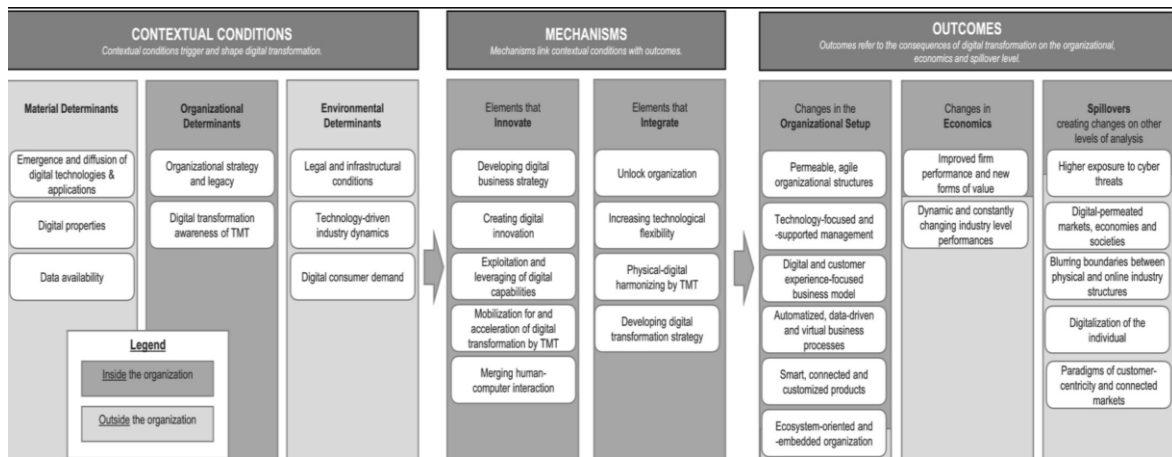 CONTEXTUAL CONDITIONS
Contextual conditions trigger and shape digital transformation.
Material Determinants
Emergence and diffusion of
digital technologies &
applications
Digital properties
Data availability
Organizational
Determinants
Organizational strategy
and legacy
Digital transformation
awareness of TMT
Environmental
Determinants
Legal and infrastructural
conditions
Technology-driven
industry dynamics
Digital consumer demand
Legend
Inside the organization
Outside the organization
MECHANISMS
Mechanisms link contextual conditions with outcomes.
Elements that
Innovate
Developing digital
business strategy
Creating digital
innovation
Exploitation and
leveraging of digital
capabilities
Mobilization for and
acceleration of digital
transformation by TMT
Merging human-
computer interaction
Elements that
Integrate
Unlock organization
Increasing technological
flexibility
Physical-digital
harmonizing by TMT
Developing digital
transformation strategy
OUTCOMES
Outcomes refer to the consequences of digital transformation on the organizational,
economics and spillover level.
Changes in the
Organizational Setup
Permeable, agile
organizational structures
Technology-focused and
-supported management
Digital and customer
experience-focused
business model
Automatized, data-driven
and virtual business
processes
Smart, connected and
customized products
Ecosystem-oriented and
-embedded organization
Changes in
Economics
Improved firm
performance and new
forms of value
Dynamic and constantly
changing industry level
performances
Spillovers
creating changes on other
levels of analysis
Higher exposure to cyber
threats
Digital-permeated
markets, economies and
societies
Blurring boundaries between
physical and online industry
structures
Digitalization of the
individual
Paradigms of customer-
centricity and connected
markets